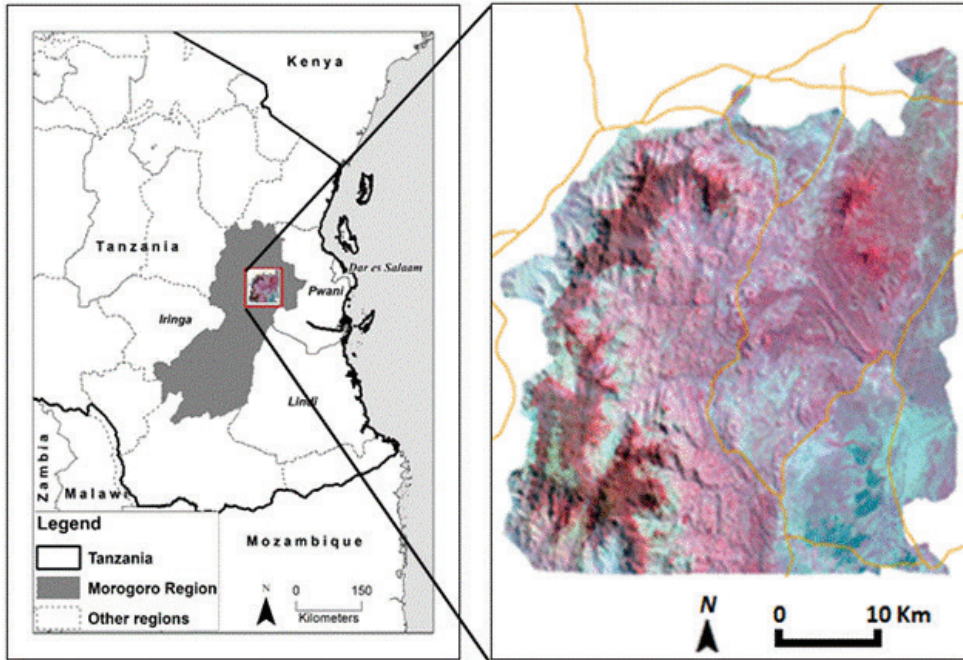 Kenya
Tanzania
Dar es Salaam
Pwani
Iringa
Lindi
Zambia
Malawe
Legend
Tanzania
Morogoro Region
Other regions
Mozambique
N
0 150
Kilometers
N
0 10 Km